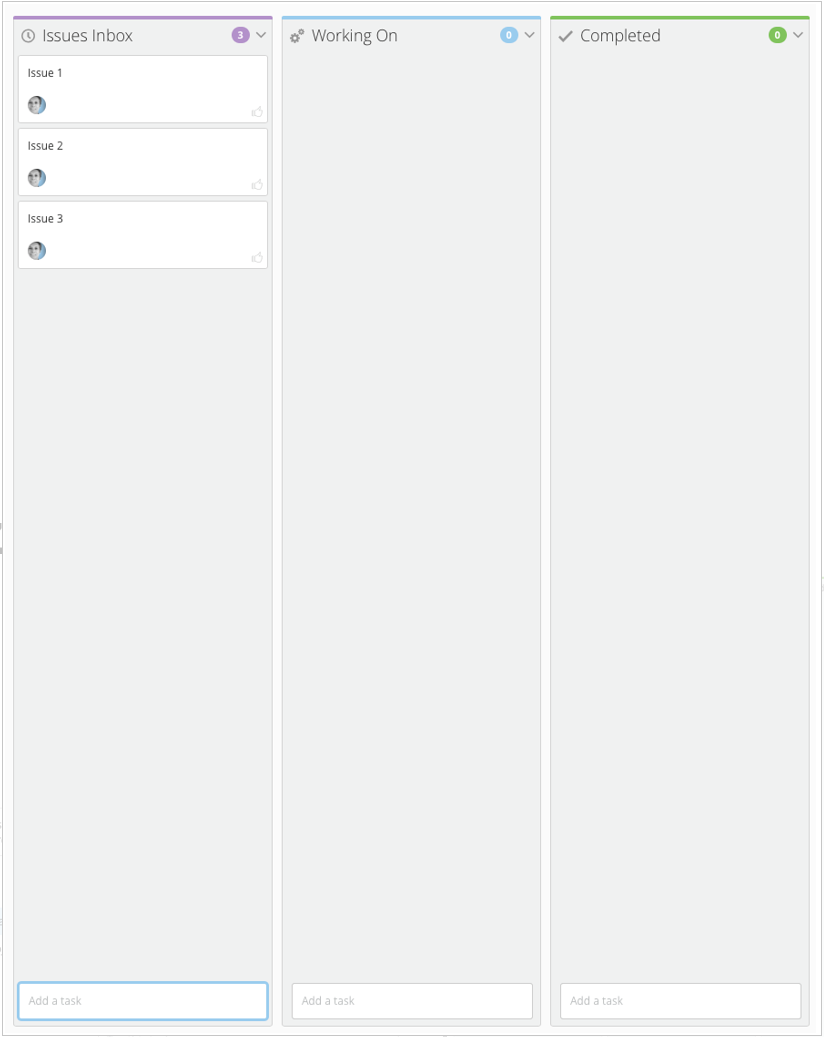 Issues Inbox 3
Issue 1
Issue 2
Issue 3
Add a task
Working On 0
Add a task
Completed 0
Add a task